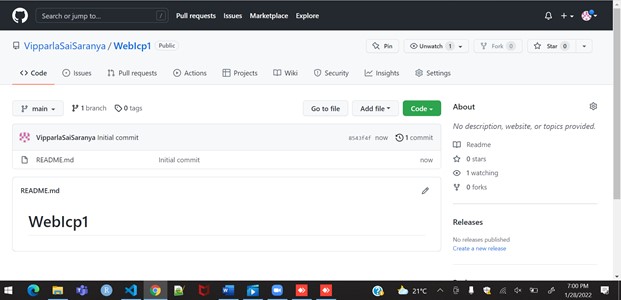 Search or jump to... /
Pull requests Issues Marketplace Explore
VipparlaSaiSaranya / WebIcp1 Public
Pin Unwatch 1 Fork 0 Star 0
Code Issues Pull requests Actions Projects Wiki Security Insights Settings
main 1 branch 0 tags Go to file Add file Code
VipparlaSaiSaranya Initial commit 8543f4f now 1 commit
README.md Initial commit now
README.md
WebIcp1
About
No description, website, or topics provided.
Readme
0 stars
1 watching
0 forks
Releases
No releases published
Create a new release
21°C
7:00 PM
1/28/2022